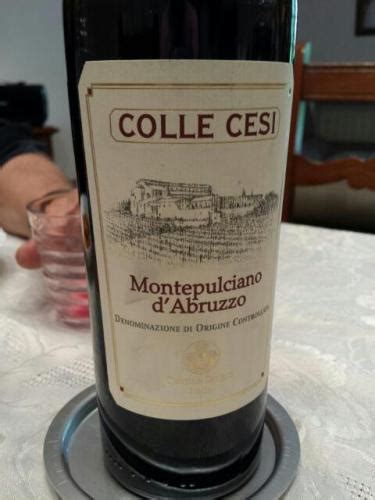 COLLE CESI
Montepulciano
d'Abruzzo
DENOMINAZIONE DI ORIGINE CONTROLLATA